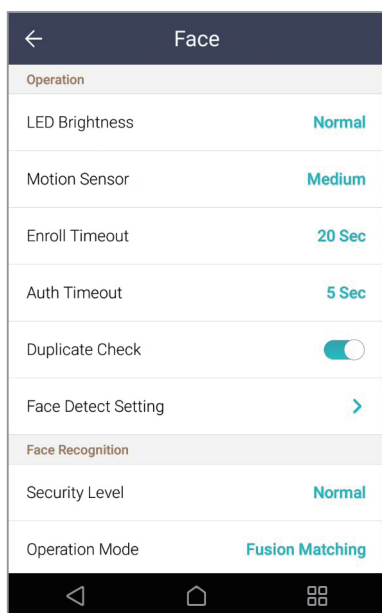 Face
Operation
LED Brightness Normal
Motion Sensor Medium
Enroll Timeout 20 Sec
Auth Timeout 5 Sec
Duplicate Check
Face Detect Setting
Face Recognition
Security Level Normal
Operation Mode Fusion Matching